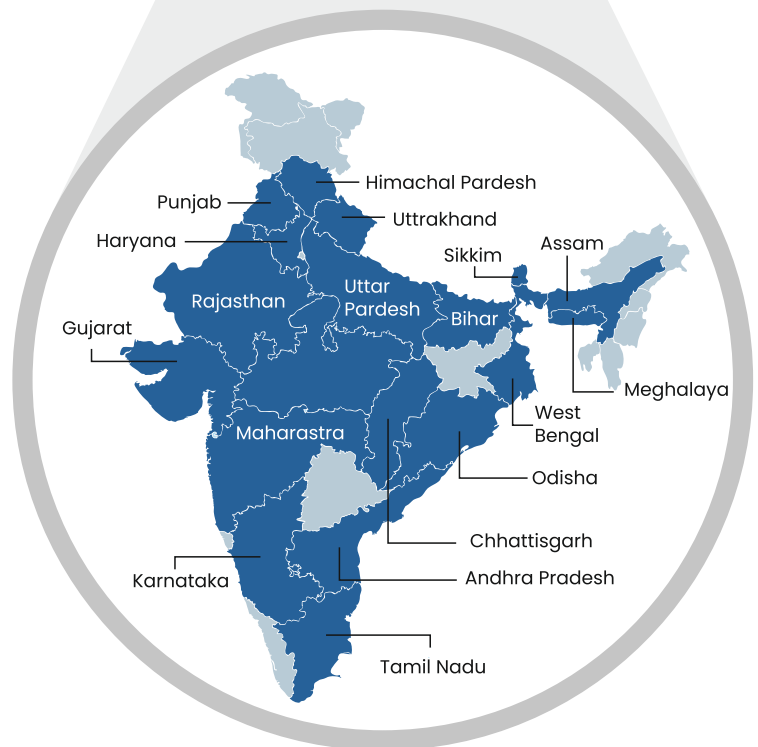 Himachal Pardesh
Punjab
Uttrakhand
Haryana
Assam
Sikkim
Uttar
Pardesh
Rajasthan
Bihar
Gujarat
Meghalaya
West
Bengal
Maharastra
Odisha
Chhattisgarh
Andhra Pradesh
Karnataka
Tamil Nadu